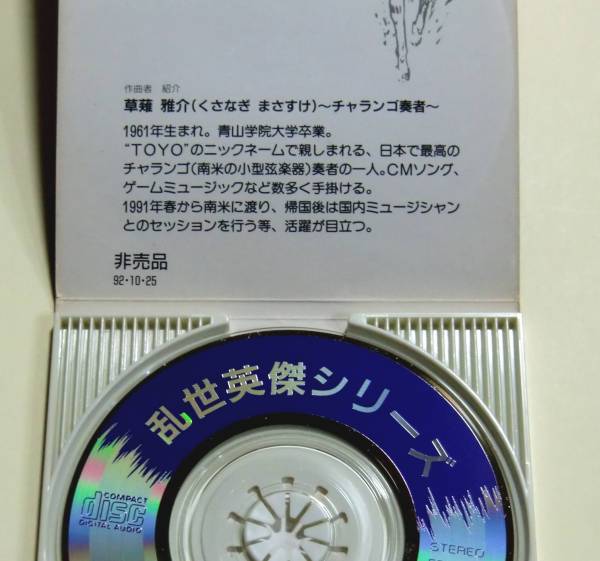 作曲者 紹介
草薙 雅介(くさなぎ まさすけ)〜チャランゴ奏者〜
1961年生まれ。青山学院大学卒業。
“TOYO”のニックネームで親しまれる、日本で最高の
チャランゴ(南米の小型弦楽器)奏者の一人。CMソング、
ゲームミュージックなど数多く手掛ける。
1991年春から南米に渡り、帰国後は国内ミュージシャン
とのセッションを行う等、活躍が目立つ。
非売品
92・10・25
乱世英傑シリーズ
COMPACT
disc
DIGITAL AUDIO
STEREO